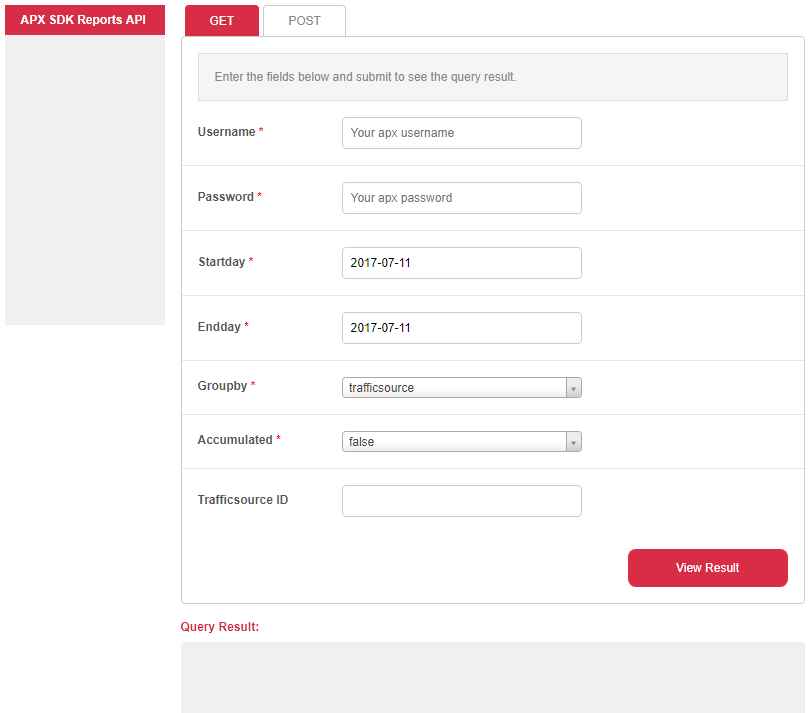 APX SDK Reports API
GET
POST
Enter the fields below and submit to see the query result.
Username *
Your apx username
Password *
Your apx password
Startday *
2017-07-11
Endday *
2017-07-11
Groupby *
trafficsource
Accumulated *
false
Trafficsource ID
View Result
Query Result: